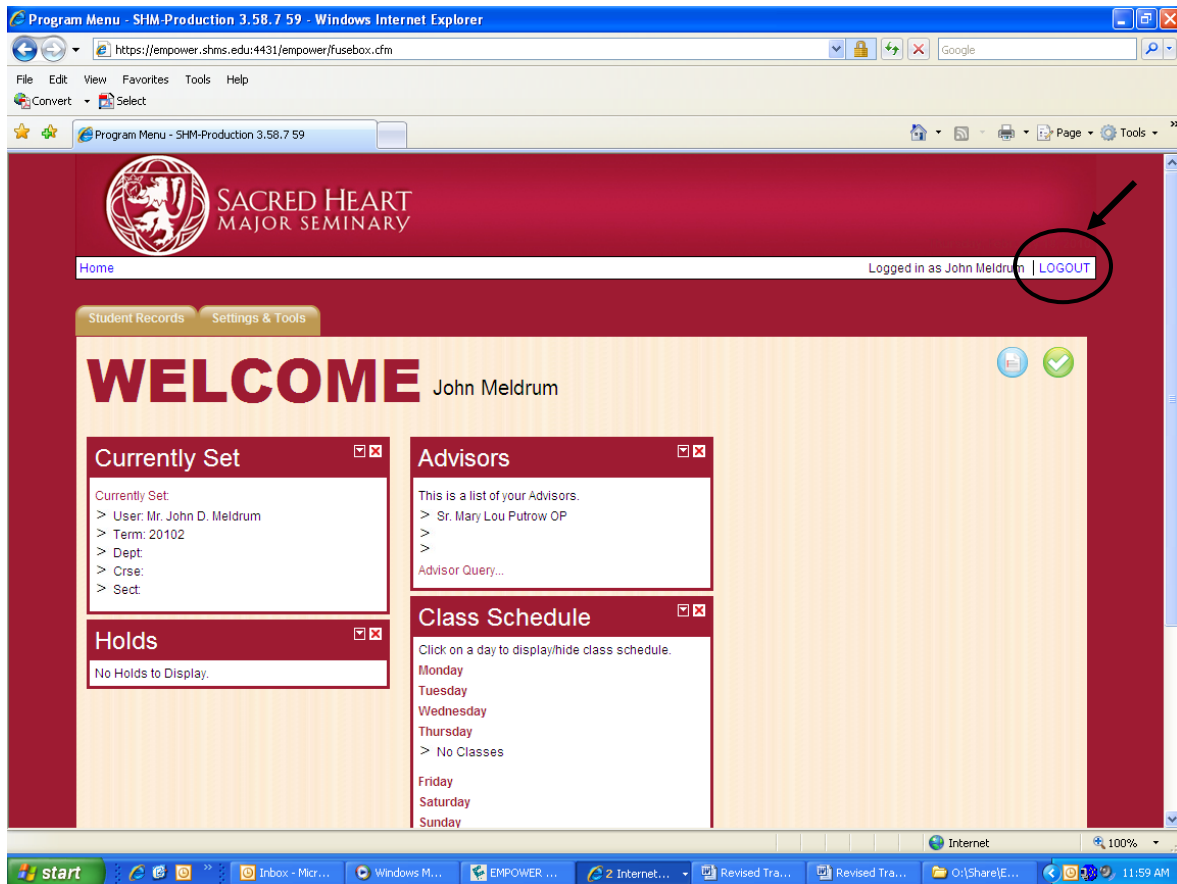 Program Menu - SHM-Production 3.58.7 59 - Windows Internet Explorer
https://empower.shms.edu:4431/empower/fusebox.cfm
Google
File Edit View Favorites Tools Help
Convert Select
Program Menu - SHM-Production 3.58.7 59
Page Tools »
SACRED HEART
MAJOR SEMINARY
Home Logged in as John Meldrum | LOGOUT
Student Records Settings & Tools
WELCOME John Meldrum
Currently Set
Currently Set:
> User: Mr. John D. Meldrum
> Term: 20102
> Dept:
> Crse:
> Sect:
Holds
No Holds to Display.
Advisors
This is a list of your Advisors.
> Sr. Mary Lou Putrow OP
>
>
Advisor Query...
Class Schedule
Click on a day to display/hide class schedule.
Monday
Tuesday
Wednesday
Thursday
> No Classes
Friday
Saturday
Sunday
Internet 100%
start » Inbox - Micr... Windows M... EMPOWER ... 2 Internet... Revised Tra... Revised Tra... O:\Share\E... 11:59 AM